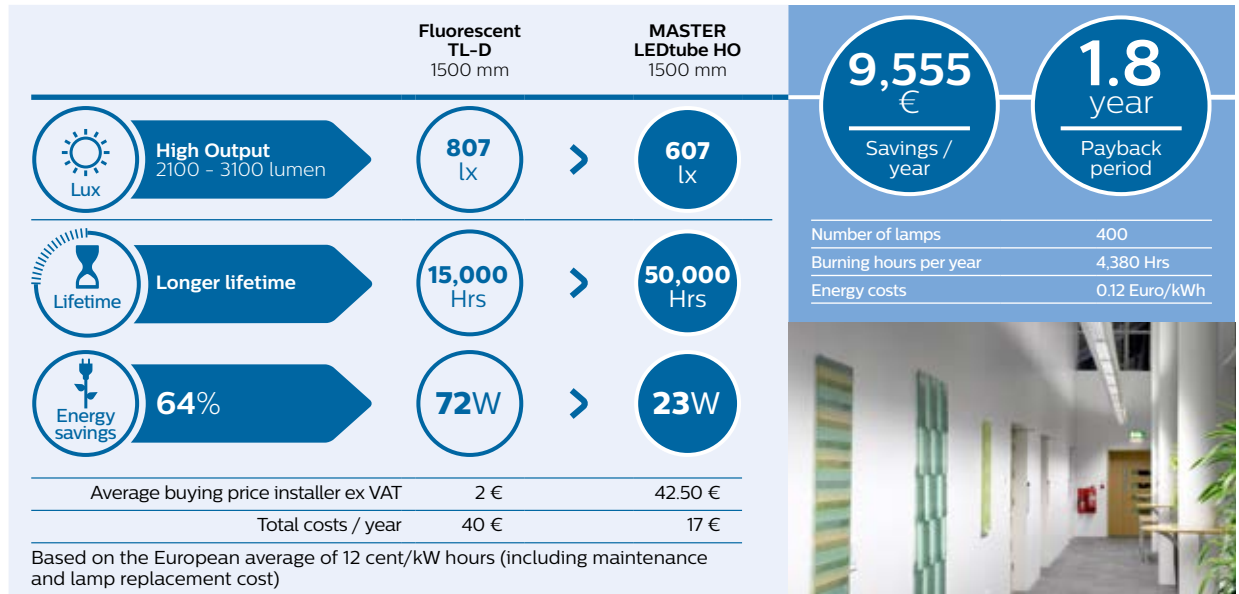 Fluorescent
TL-D
1500 mm
MASTER
LEDtube HO
1500 mm
Lux
High Output
2100 - 3100 lumen
807
lx
>
607
lx
Lifetime
Longer lifetime
15,000
Hrs
>
50,000
Hrs
Energy
savings
64%
72W
>
23W
Average buying price installer ex VAT 2 € 42.50 €
Total costs / year 40 € 17 €
Based on the European average of 12 cent/kW hours (including maintenance
and lamp replacement cost)
9,555
€
Savings /
year
1.8
year
Payback
period
Number of lamps 400
Burning hours per year 4,380 Hrs
Energy costs 0.12 Euro/kWh